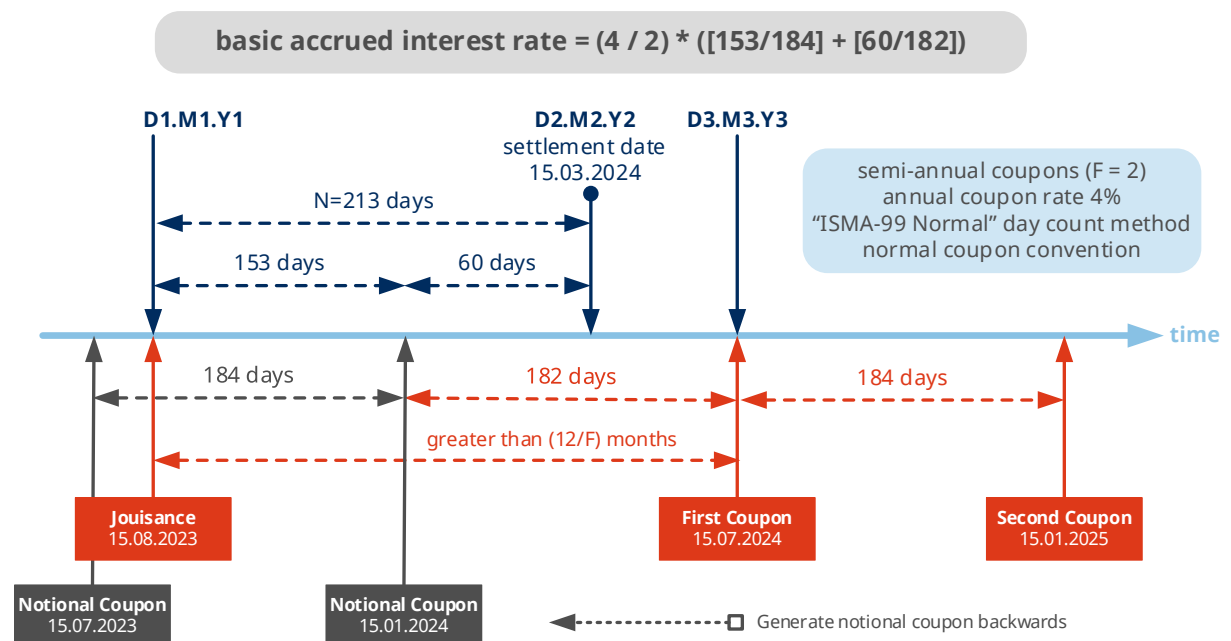 basic accrued interest rate = (4 / 2) * ([153/184] + [60/182])
D1.M1.Y1
D2.M2.Y2
settlement date
15.03.2024
D3.M3.Y3
semi-annual coupons (F = 2)
annual coupon rate 4%
“ISMA-99 Normal” day count method
normal coupon convention
N=213 days
153 days
60 days
time
184 days
182 days
184 days
greater than (12/F) months
Jouisance
15.08.2023
First Coupon
15.07.2024
Second Coupon
15.01.2025
Notional Coupon
15.07.2023
Notional Coupon
15.01.2024
Generate notional coupon backwards